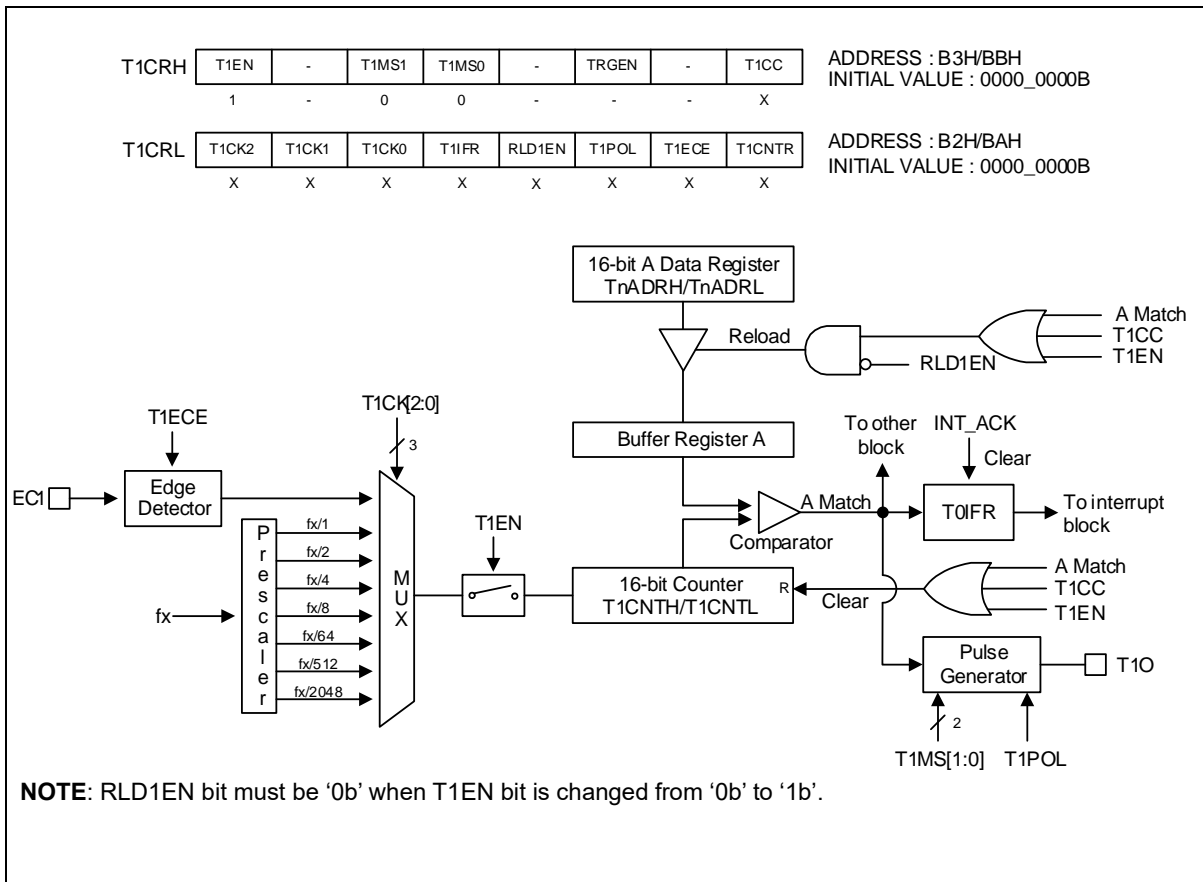 T1CRH T1EN - T1MS1 T1MS0 - TRGEN - T1CC ADDRESS : B3H/BBH
INITIAL VALUE : 0000_0000B
1 - 0 0 - - - X
T1CRL T1CK2 T1CK1 T1CK0 T1IFR RLD1EN T1POL T1ECE T1CNTR ADDRESS : B2H/BAH
INITIAL VALUE : 0000_0000B
X X X X X X X X
16-bit A Data Register
TnADRH/TnADRL
Reload
A Match
T1CC
T1EN
RLD1EN
T1ECE
T1CK[2:0]
3
Buffer Register A
To other
block
INT_ACK
Clear
EC1
Edge
Detector
A Match
T0IFR
To interrupt
block
Comparator
fx
Prescaler
fx/1
fx/2
fx/4
fx/8
fx/64
fx/512
fx/2048
MUX
T1EN
16-bit Counter
T1CNTH/T1CNTL
R
Clear
A Match
T1CC
T1EN
Pulse
Generator
T1O
2
T1MS[1:0] T1POL
NOTE: RLD1EN bit must be ‘0b’ when T1EN bit is changed from ‘0b’ to ‘1b’.